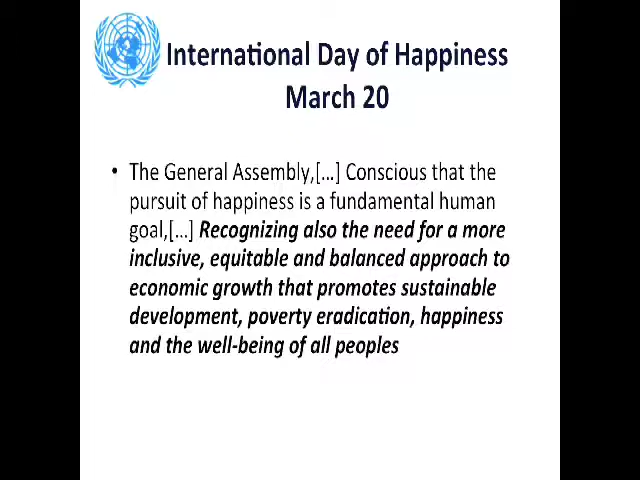 International Day of Happiness
March 20
• The General Assembly,[...] Conscious that the
pursuit of happiness is a fundamental human
goal,[...] Recognizing also the need for a more
inclusive, equitable and balanced approach to
economic growth that promotes sustainable
development, poverty eradication, happiness
and the well-being of all peoples